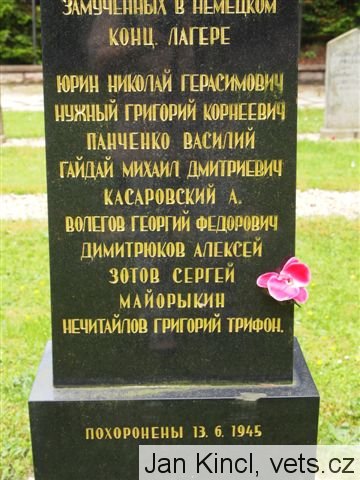 ЗАМУЧЕННЫХ В НЕМЕЦКОМ
КОНЦ. ЛАГЕРЕ
ЮРИН НИКОЛАЙ ГЕРАСИМОВИЧ
НУЖНЫЙ ГРИГОРИЙ КОРНЕЕВИЧ
ПАНЧЕНКО ВАСИЛИЙ
ГАЙДАЙ МИХАИЛ ДМИТРИЕВИЧ
КАСАРОВСКИЙ А.
ВОЛЕГОВ ГЕОРГИЙ ФЕДОРОВИЧ
ДИМИТРЮКОВ АЛЕКСЕЙ
ЗОТОВ СЕРГЕЙ
МАЙОРЫКИН
НЕЧИТАЙЛОВ ГРИГОРИЙ ТРИФОН.
ПОХОРОНЕНЫ 13. 6. 1945
Jan Kincl, vets.cz